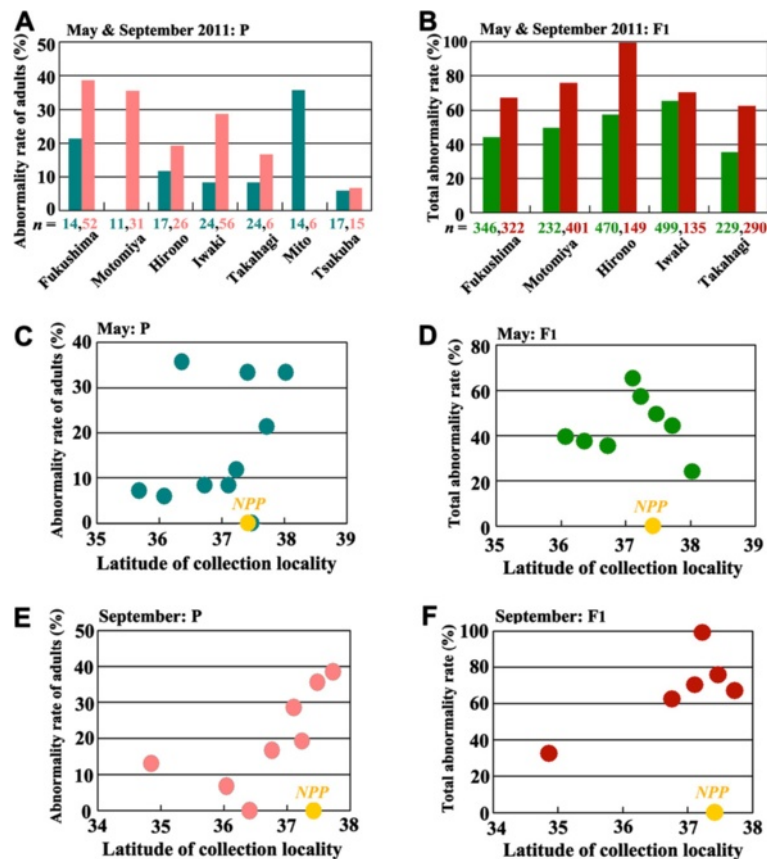 A
May & September 2011: P
Abnormality rate of adults (%)
50
40
30
20
10
0
n = 14,52 11,31 17,26 24,56 24,6 14,6 17,15
Fukushima
Motomiya
Hirono
Iwaki
Takahagi
Mito
Tsukuba
B
May & September 2011: F1
Total abnormality rate (%)
100
80
60
40
20
0
n = 346,322 232,401 470,149 499,135 229,290
Fukushima
Motomiya
Hirono
Iwaki
Takahagi
C
May: P
Abnormality rate of adults (%)
40
30
20
10
0
NPP
35 36 37 38 39
Latitude of collection locality
D
May: F1
Total abnormality rate (%)
80
60
40
20
0
NPP
35 36 37 38 39
Latitude of collection locality
E
September: P
Abnormality rate of adults (%)
50
40
30
20
10
0
NPP
34 35 36 37 38
Latitude of collection locality
F
September: F1
Total abnormality rate (%)
100
80
60
40
20
0
NPP
34 35 36 37 38
Latitude of collection locality